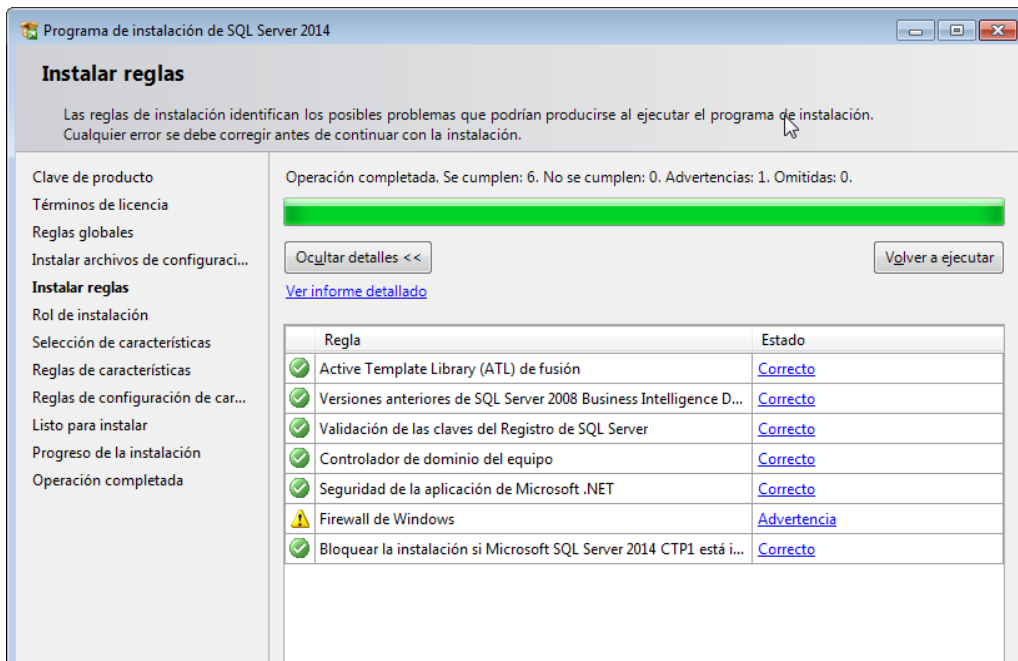 Programa de instalación de SQL Server 2014
Instalar reglas
Las reglas de instalación identifican los posibles problemas que podrían producirse al ejecutar el programa de instalación.
Cualquier error se debe corregir antes de continuar con la instalación.
Clave de producto
Términos de licencia
Reglas globales
Instalar archivos de configuraci...
Instalar reglas
Rol de instalación
Selección de características
Reglas de características
Reglas de configuración de car...
Listo para instalar
Progreso de la instalación
Operación completada
Operación completada. Se cumplen: 6. No se cumplen: 0. Advertencias: 1. Omitidas: 0.
Ocultar detalles <<
Volver a ejecutar
Ver informe detallado
Regla Estado
Active Template Library (ATL) de fusión Correcto
Versiones anteriores de SQL Server 2008 Business Intelligence D... Correcto
Validación de las claves del Registro de SQL Server Correcto
Controlador de dominio del equipo Correcto
Seguridad de la aplicación de Microsoft .NET Correcto
Firewall de Windows Advertencia
Bloquear la instalación si Microsoft SQL Server 2014 CTP1 está i... Correcto